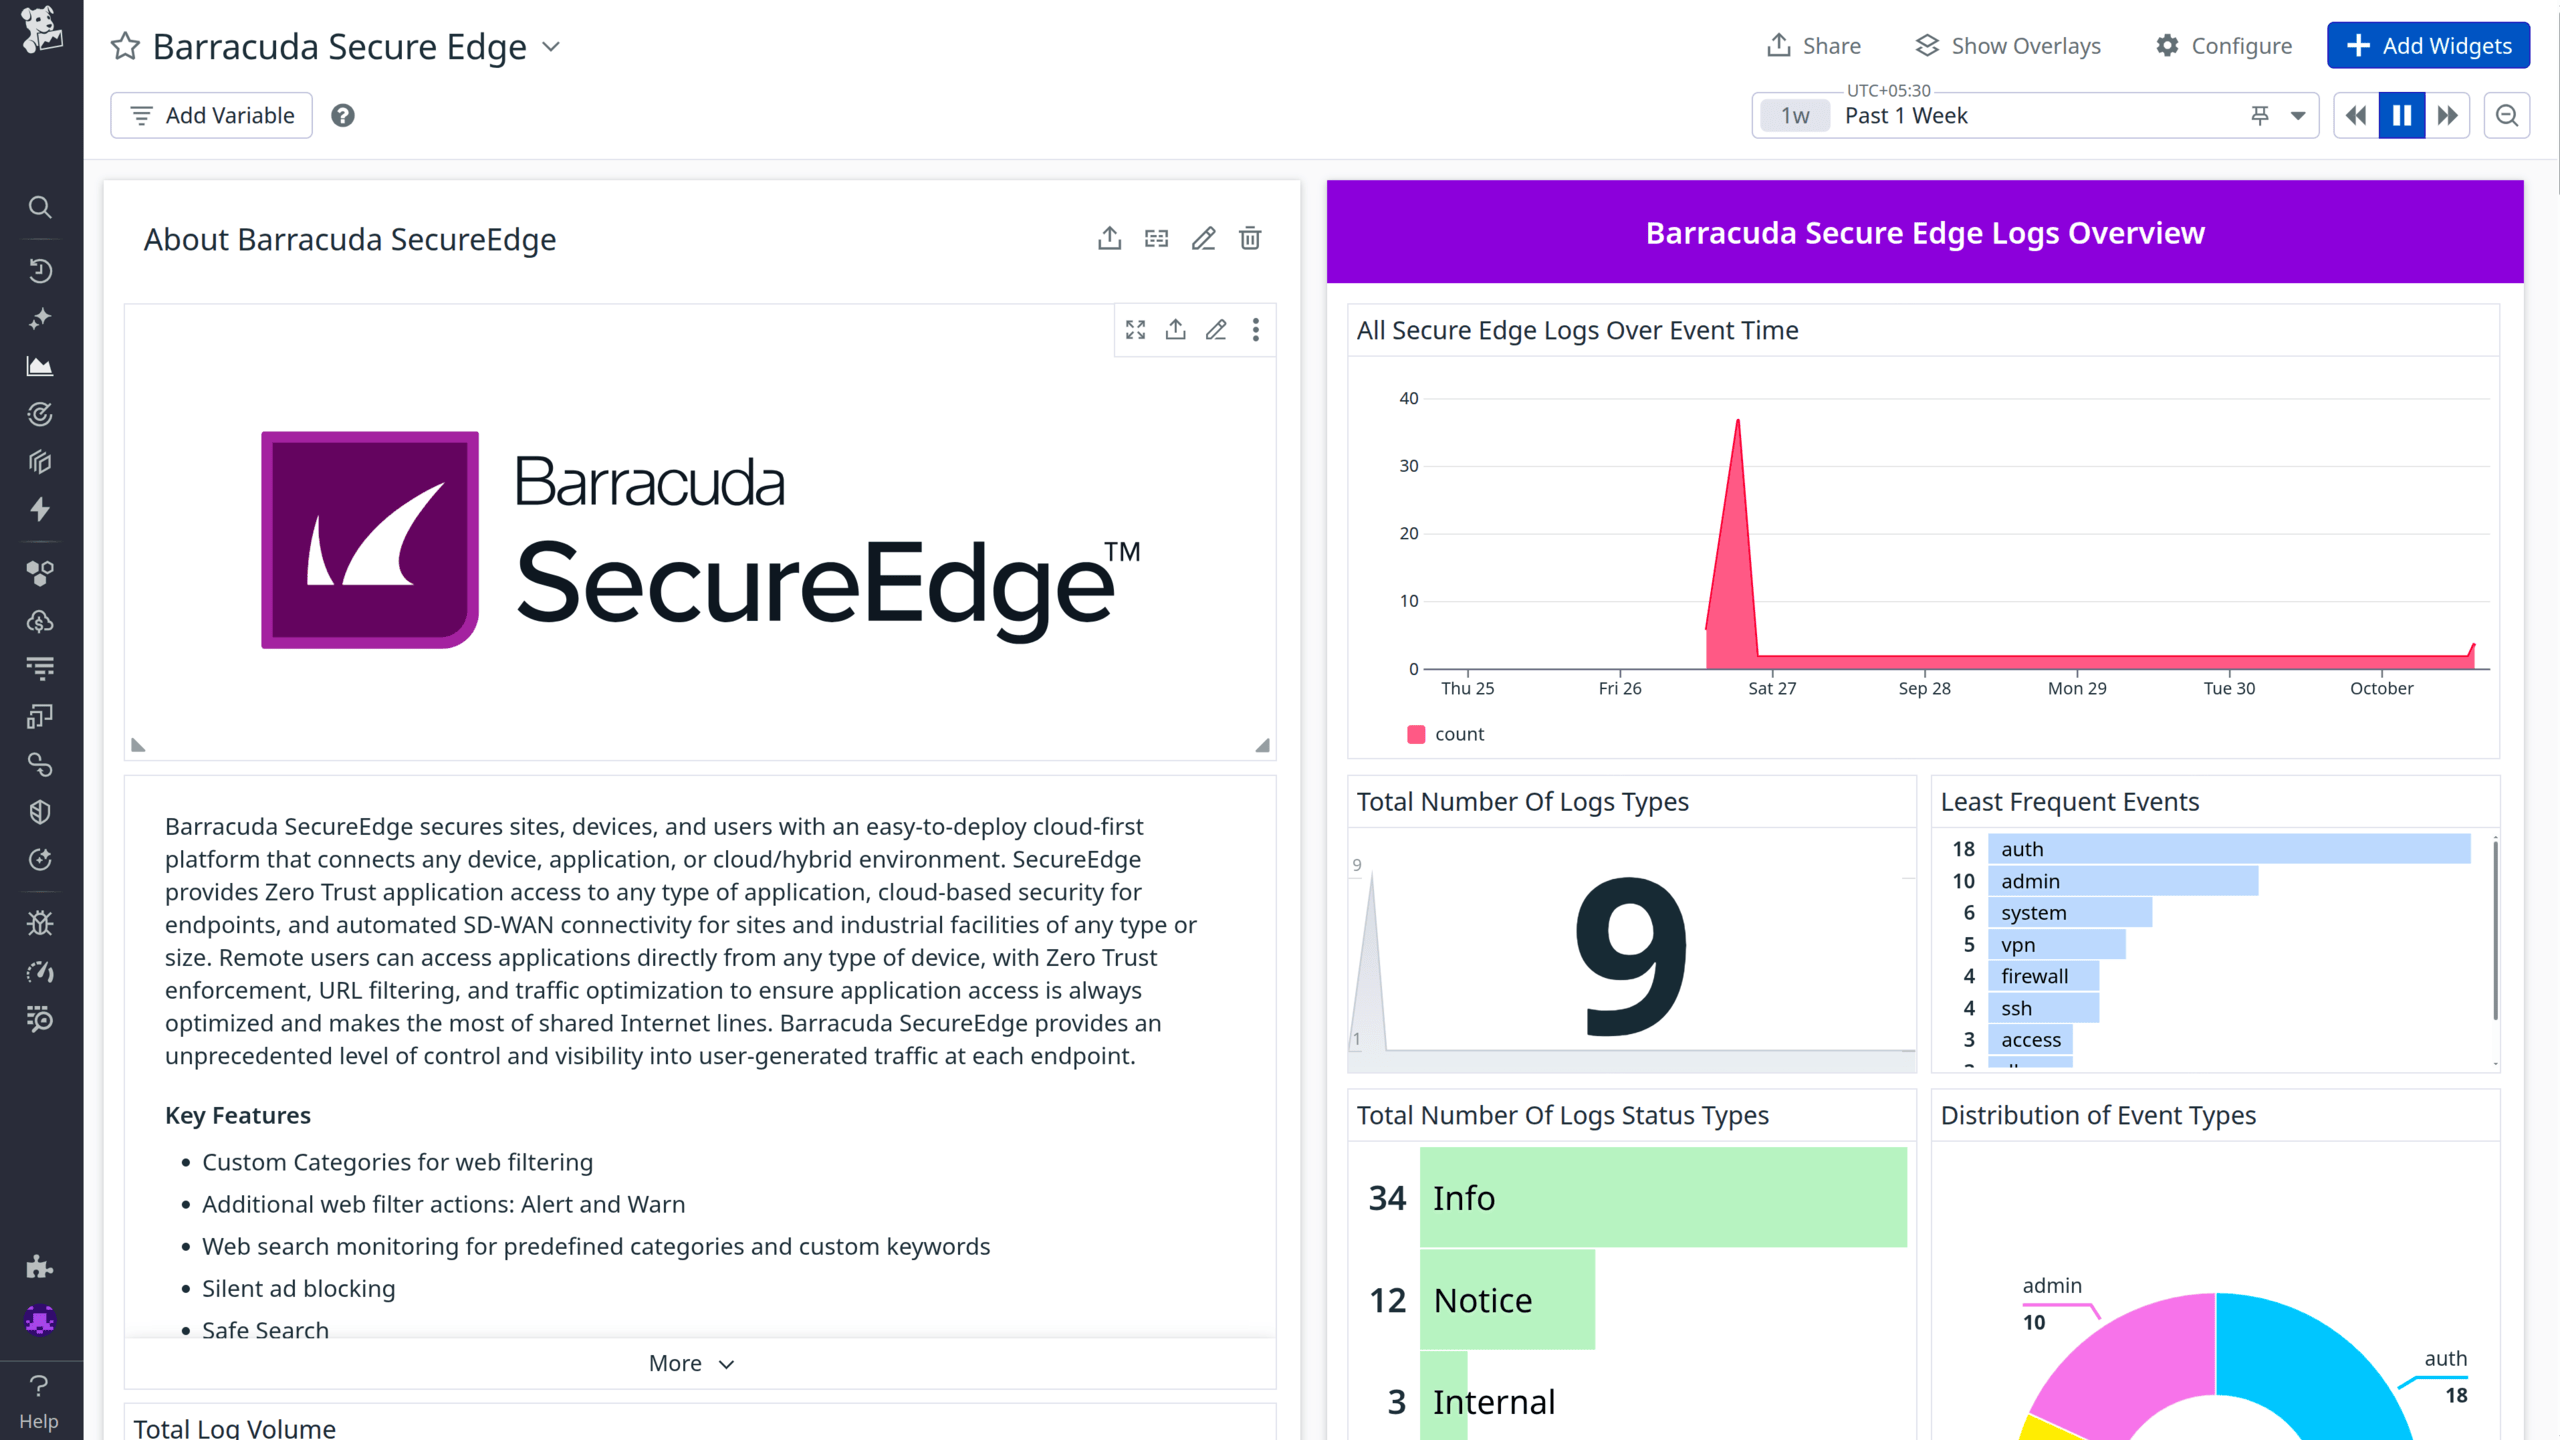 Barracuda Secure Edge
Share
Show Overlays
Configure
Add Widgets
Add Variable
UTC+05:30
1w
Past 1 Week
About Barracuda SecureEdge
Barracuda
SecureEdge™
Barracuda SecureEdge secures sites, devices, and users with an easy-to-deploy cloud-first
platform that connects any device, application, or cloud/hybrid environment. SecureEdge
provides Zero Trust application access to any type of application, cloud-based security for
endpoints, and automated SD-WAN connectivity for sites and industrial facilities of any type or
size. Remote users can access applications directly from any type of device, with Zero Trust
enforcement, URL filtering, and traffic optimization to ensure application access is always
optimized and makes the most of shared Internet lines. Barracuda SecureEdge provides an
unprecedented level of control and visibility into user-generated traffic at each endpoint.
Key Features
• Custom Categories for web filtering
• Additional web filter actions: Alert and Warn
• Web search monitoring for predefined categories and custom keywords
• Silent ad blocking
• Safe Search
More
Total Log Volume
Barracuda Secure Edge Logs Overview
All Secure Edge Logs Over Event Time
40
30
20
10
0
Thu 25
Fri 26
Sat 27
Sep 28
Mon 29
Tue 30
October
count
Total Number Of Logs Types
9
1
9
Least Frequent Events
18 auth
10 admin
6 system
5 vpn
4 firewall
4 ssh
3 access
Total Number Of Logs Status Types
34 Info
12 Notice
3 Internal
Distribution of Event Types
admin
10
auth
18
Help